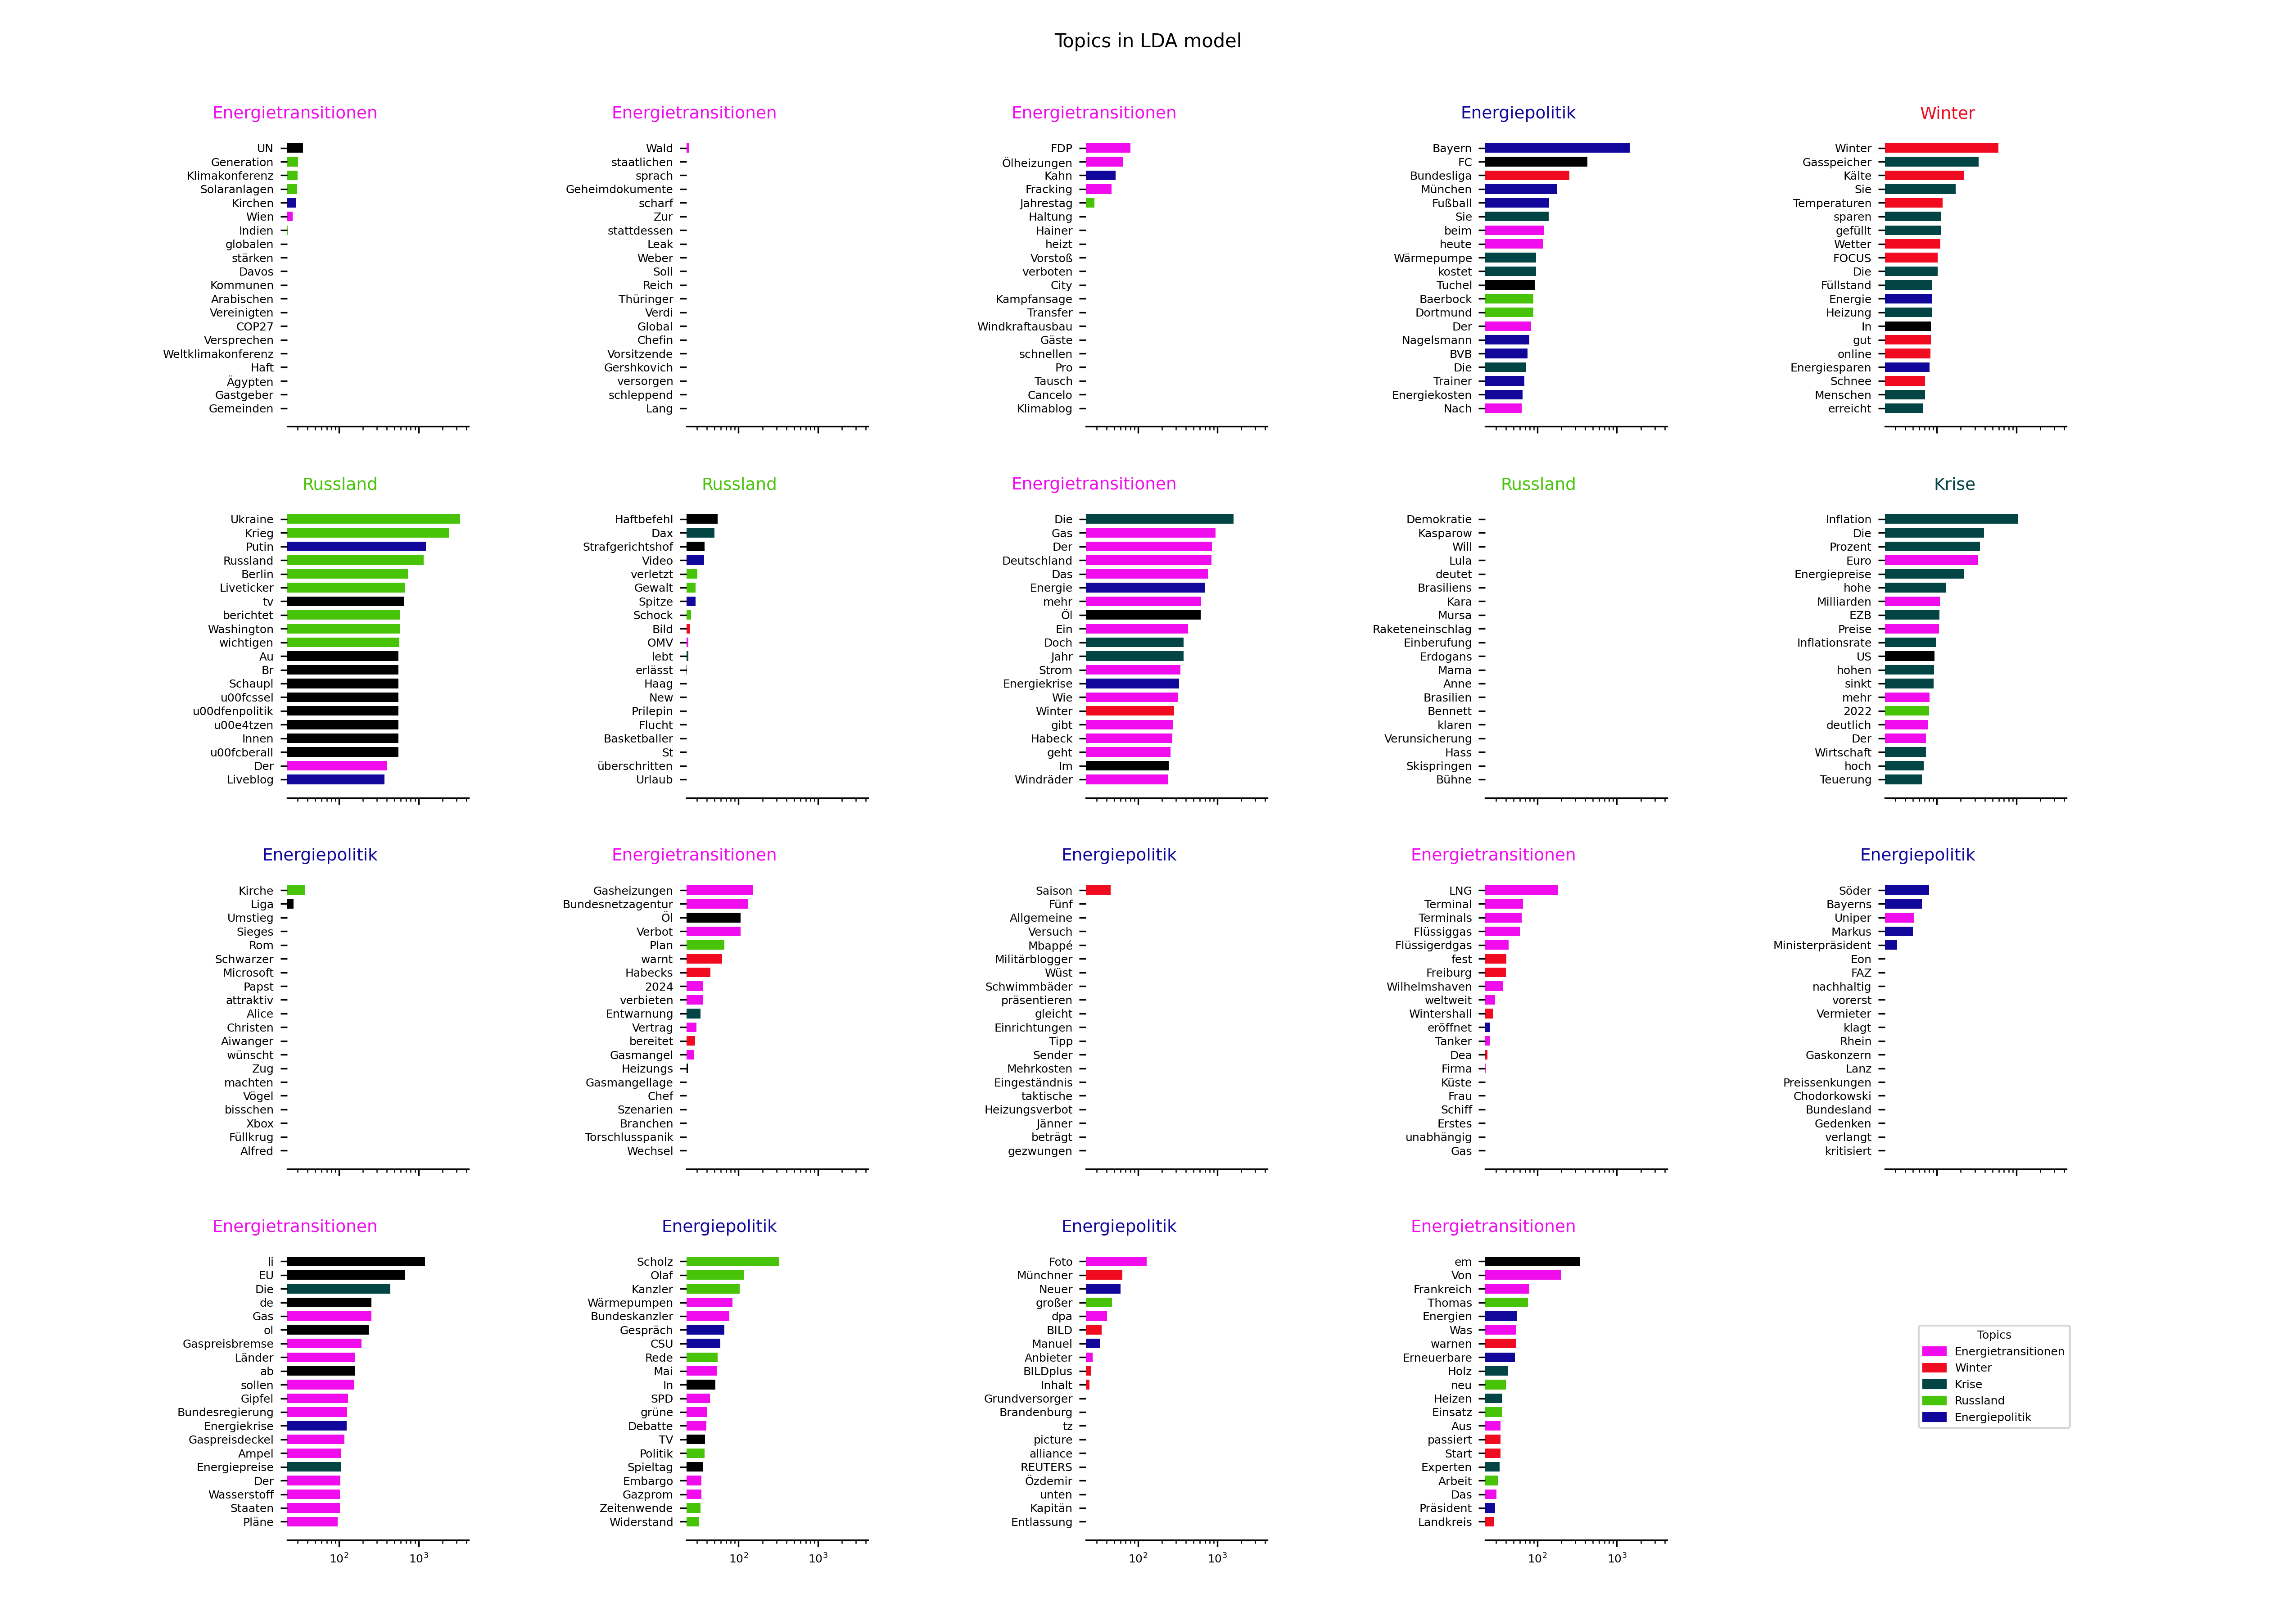 Topics in LDA model
Energietransitionen
UN
Generation
Klimakonferenz
Solaranlagen
Kirchen
Wien
Indien
globalen
stärken
Davos
Kommunen
Arabischen
Vereinigten
COP27
Versprechen
Weltklimakonferenz
Haft
Ägypten
Gastgeber
Gemeinden
Energietransitionen
Wald
staatlichen
sprach
Geheimdokumente
scharf
Zur
stattdessen
Leak
Weber
Soll
Reich
Thüringer
Verdi
Global
Chefin
Vorsitzende
Gershkovich
versorgen
schleppend
Lang
Energietransitionen
FDP
Ölheizungen
Kahn
Fracking
Jahrestag
Haltung
Hainer
heizt
Vorstoß
verboten
City
Kampfansage
Transfer
Windkraftausbau
Gäste
schnellen
Pro
Tausch
Cancelo
Klimablog
Energiepolitik
Bayern
FC
Bundesliga
München
Fußball
Sie
beim
heute
Wärmepumpe
kostet
Tuchel
Baerbock
Dortmund
Der
Nagelsmann
BVB
Die
Trainer
Energiekosten
Nach
Winter
Winter
Gasspeicher
Kälte
Sie
Temperaturen
sparen
gefüllt
Wetter
FOCUS
Die
Füllstand
Energie
Heizung
In
gut
online
Energiesparen
Schnee
Menschen
erreicht
Russland
Ukraine
Krieg
Putin
Russland
Berlin
Liveticker
tv
berichtet
Washington
wichtigen
Au
Br
Schaupl
u00fcssel
u00dfenpolitik
u00e4tzen
Innen
u00fcberall
Der
Liveblog
Russland
Haftbefehl
Dax
Strafgerichtshof
Video
verletzt
Gewalt
Spitze
Schock
Bild
OMV
lebt
erlässt
Haag
New
Prilepin
Flucht
Basketballer
St
überschritten
Urlaub
Energietransitionen
Die
Gas
Der
Deutschland
Das
Energie
mehr
Öl
Ein
Doch
Jahr
Strom
Energiekrise
Wie
Winter
gibt
Habeck
geht
Im
Windräder
Russland
Demokratie
Kasparow
Will
Lula
deutet
Brasiliens
Kara
Mursa
Raketeneinschlag
Einberufung
Erdogans
Mama
Anne
Brasilien
Bennett
klaren
Verunsicherung
Hass
Skispringen
Bühne
Krise
Inflation
Die
Prozent
Euro
Energiepreise
hohe
Milliarden
EZB
Preise
Inflationsrate
US
hohen
sinkt
mehr
2022
deutlich
Der
Wirtschaft
hoch
Teuerung
Energiepolitik
Kirche
Liga
Umstieg
Sieges
Rom
Schwarzer
Microsoft
Papst
attraktiv
Alice
Christen
Aiwanger
wünscht
Zug
machten
Vögel
bisschen
Xbox
Füllkrug
Alfred
Energietransitionen
Gasheizungen
Bundesnetzagentur
Öl
Verbot
Plan
warnt
Habecks
2024
verbieten
Entwarnung
Vertrag
bereitet
Gasmangel
Heizungs
Gasmangellage
Chef
Szenarien
Branchen
Torschlusspanik
Wechsel
Energiepolitik
Saison
Fünf
Allgemeine
Versuch
Mbappé
Militärblogger
Wüst
Schwimmbäder
präsentieren
gleicht
Einrichtungen
Tipp
Sender
Mehrkosten
Eingeständnis
taktische
Heizungsverbot
Jänner
beträgt
gezwungen
Energietransitionen
LNG
Terminal
Terminals
Flüssiggas
Flüssigerdgas
fest
Freiburg
Wilhelmshaven
weltweit
Wintershall
eröffnet
Tanker
Dea
Firma
Küste
Frau
Schiff
Erstes
unabhängig
Gas
Energiepolitik
Söder
Bayerns
Uniper
Markus
Ministerpräsident
Eon
FAZ
nachhaltig
vorerst
Vermieter
klagt
Rhein
Gaskonzern
Lanz
Preissenkungen
Chodorkowski
Bundesland
Gedenken
verlangt
kritisiert
Energietransitionen
li
EU
Die
de
Gas
ol
Gaspreisbremse
Länder
ab
sollen
Gipfel
Bundesregierung
Energiekrise
Gaspreisdeckel
Ampel
Energiepreise
Der
Wasserstoff
Staaten
Pläne
10²
10³
Energiepolitik
Scholz
Olaf
Kanzler
Wärmepumpen
Bundeskanzler
Gespräch
CSU
Rede
Mai
In
SPD
grüne
Debatte
TV
Politik
Spieltag
Embargo
Gazprom
Zeitenwende
Widerstand
10²
10³
Energiepolitik
Foto
Münchner
Neuer
großer
dpa
BILD
Manuel
Anbieter
BILDplus
Inhalt
Grundversorger
Brandenburg
tz
picture
alliance
REUTERS
Özdemir
unten
Kapitän
Entlassung
10²
10³
Energietransitionen
em
Von
Frankreich
Thomas
Energien
Was
warnen
Erneuerbare
Holz
neu
Heizen
Einsatz
Aus
passiert
Start
Experten
Arbeit
Das
Präsident
Landkreis
10²
10³
Topics
Energietransitionen
Winter
Krise
Russland
Energiepolitik